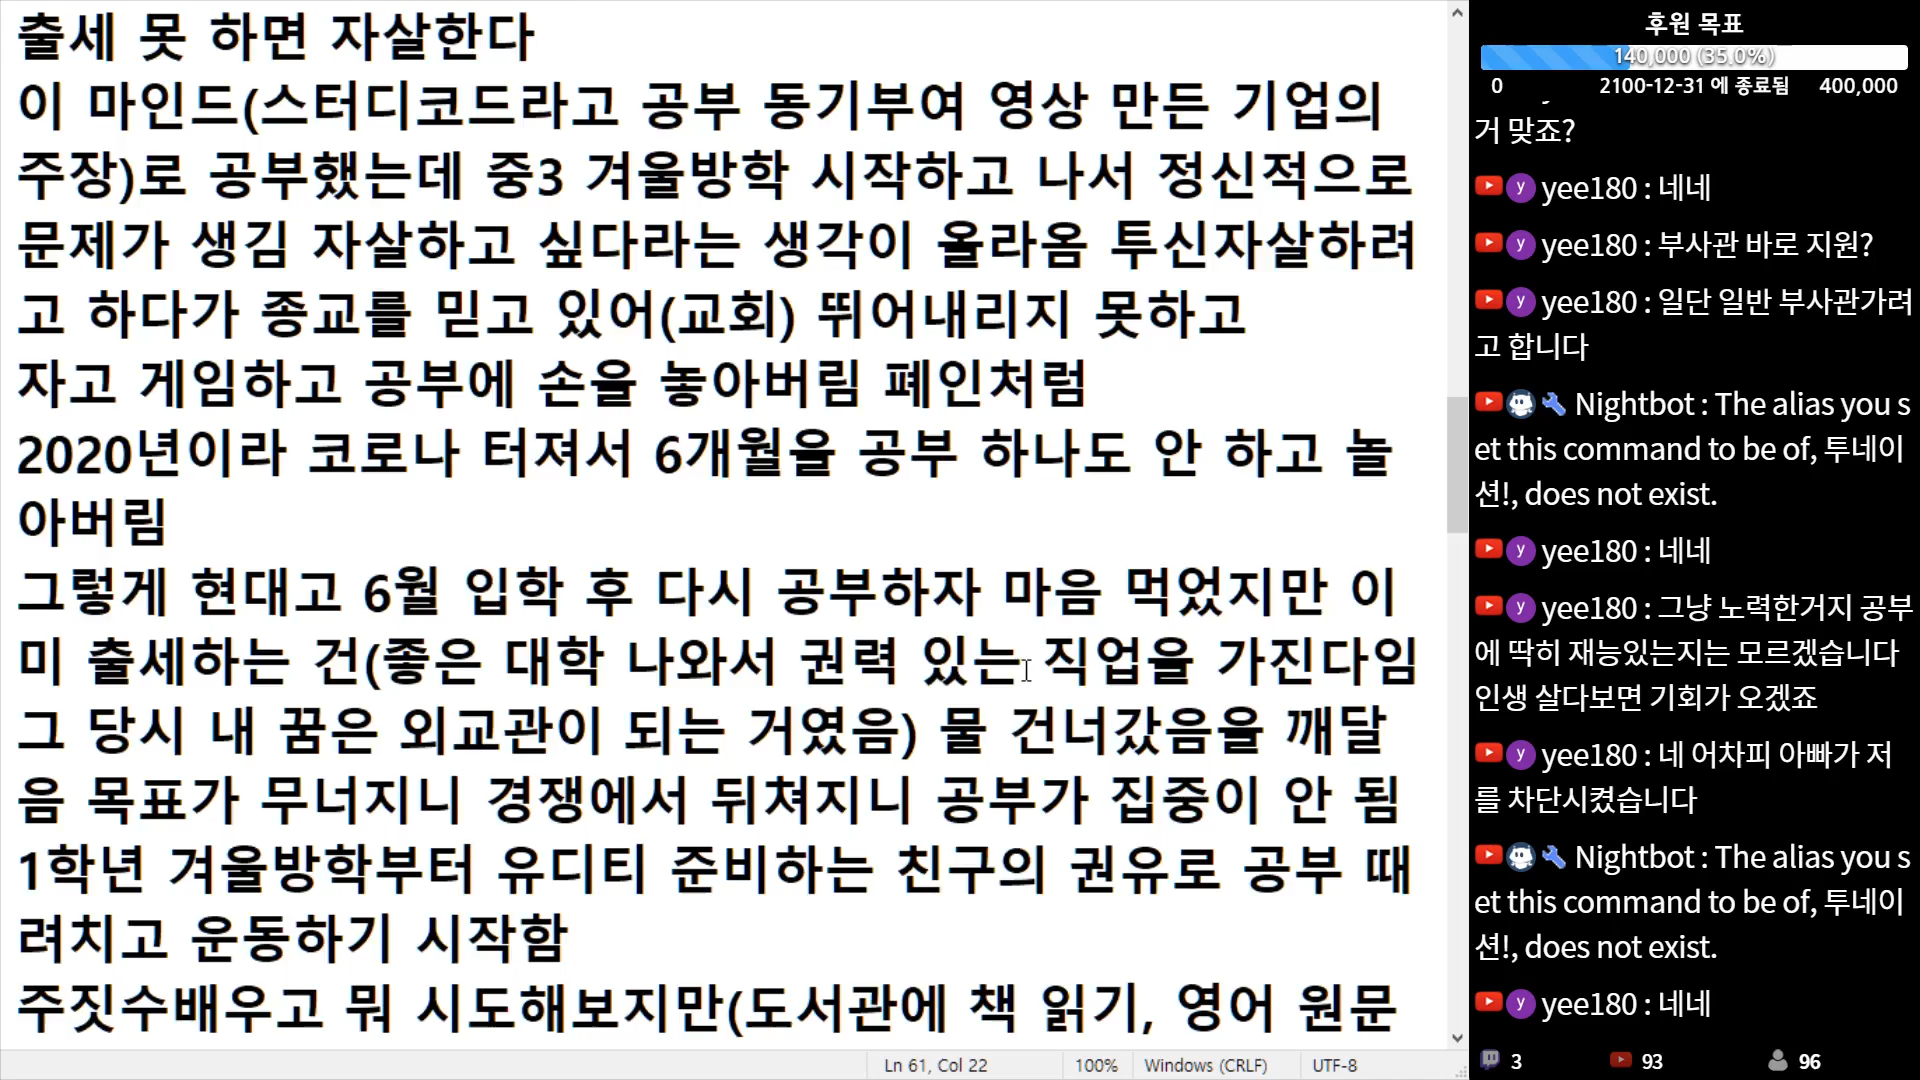 출세 못 하면 자살한다
이 마인드(스터디코드라고 공부 동기부여 영상 만든 기업의
주장)로 공부했는데 중3 겨울방학 시작하고 나서 정신적으로
문제가 생김 자살하고 싶다라는 생각이 올라옴 투신자살하려
고 하다가 종교를 믿고 있어(교회) 뛰어내리지 못하고
자고 게임하고 공부에 손을 놓아버림 폐인처럼
2020년이라 코로나 터져서 6개월을 공부 하나도 안 하고 놀
아버림
그렇게 현대고 6월 입학 후 다시 공부하자 마음 먹었지만 이
미 출세하는 건(좋은 대학 나와서 권력 있는 직업을 가진다임
그 당시 내 꿈은 외교관이 되는 거였음) 물 건너갔음을 깨달
음 목표가 무너지니 경쟁에서 뒤쳐지니 공부가 집중이 안 됨
1학년 겨울방학부터 유디티 준비하는 친구의 권유로 공부 때
려치고 운동하기 시작함
주짓수배우고 뭐 시도해보지만(도서관에 책 읽기, 영어 원문
Ln 61, Col 22
100%
Windows (CRLF)
UTF-8
후원 목표
140,000 (35.0%)
0
2100-12-31 에 종료됨
400,000
거 맞죠?
y yee180 : 네네
y yee180 : 부사관 바로 지원?
y yee180 : 일단 일반 부사관가려
고 합니다
Nightbot : The alias you s
et this command to be of, 투네이
션!, does not exist.
y yee180 : 네네
y yee180 : 그냥 노력한거지 공부
에 딱히 재능있는지는 모르겠습니다
인생 살다보면 기회가 오겠죠
y yee180 : 네 어차피 아빠가 저
를 차단시켰습니다
Nightbot : The alias you s
et this command to be of, 투네이
션!, does not exist.
y yee180 : 네네
3
93
96